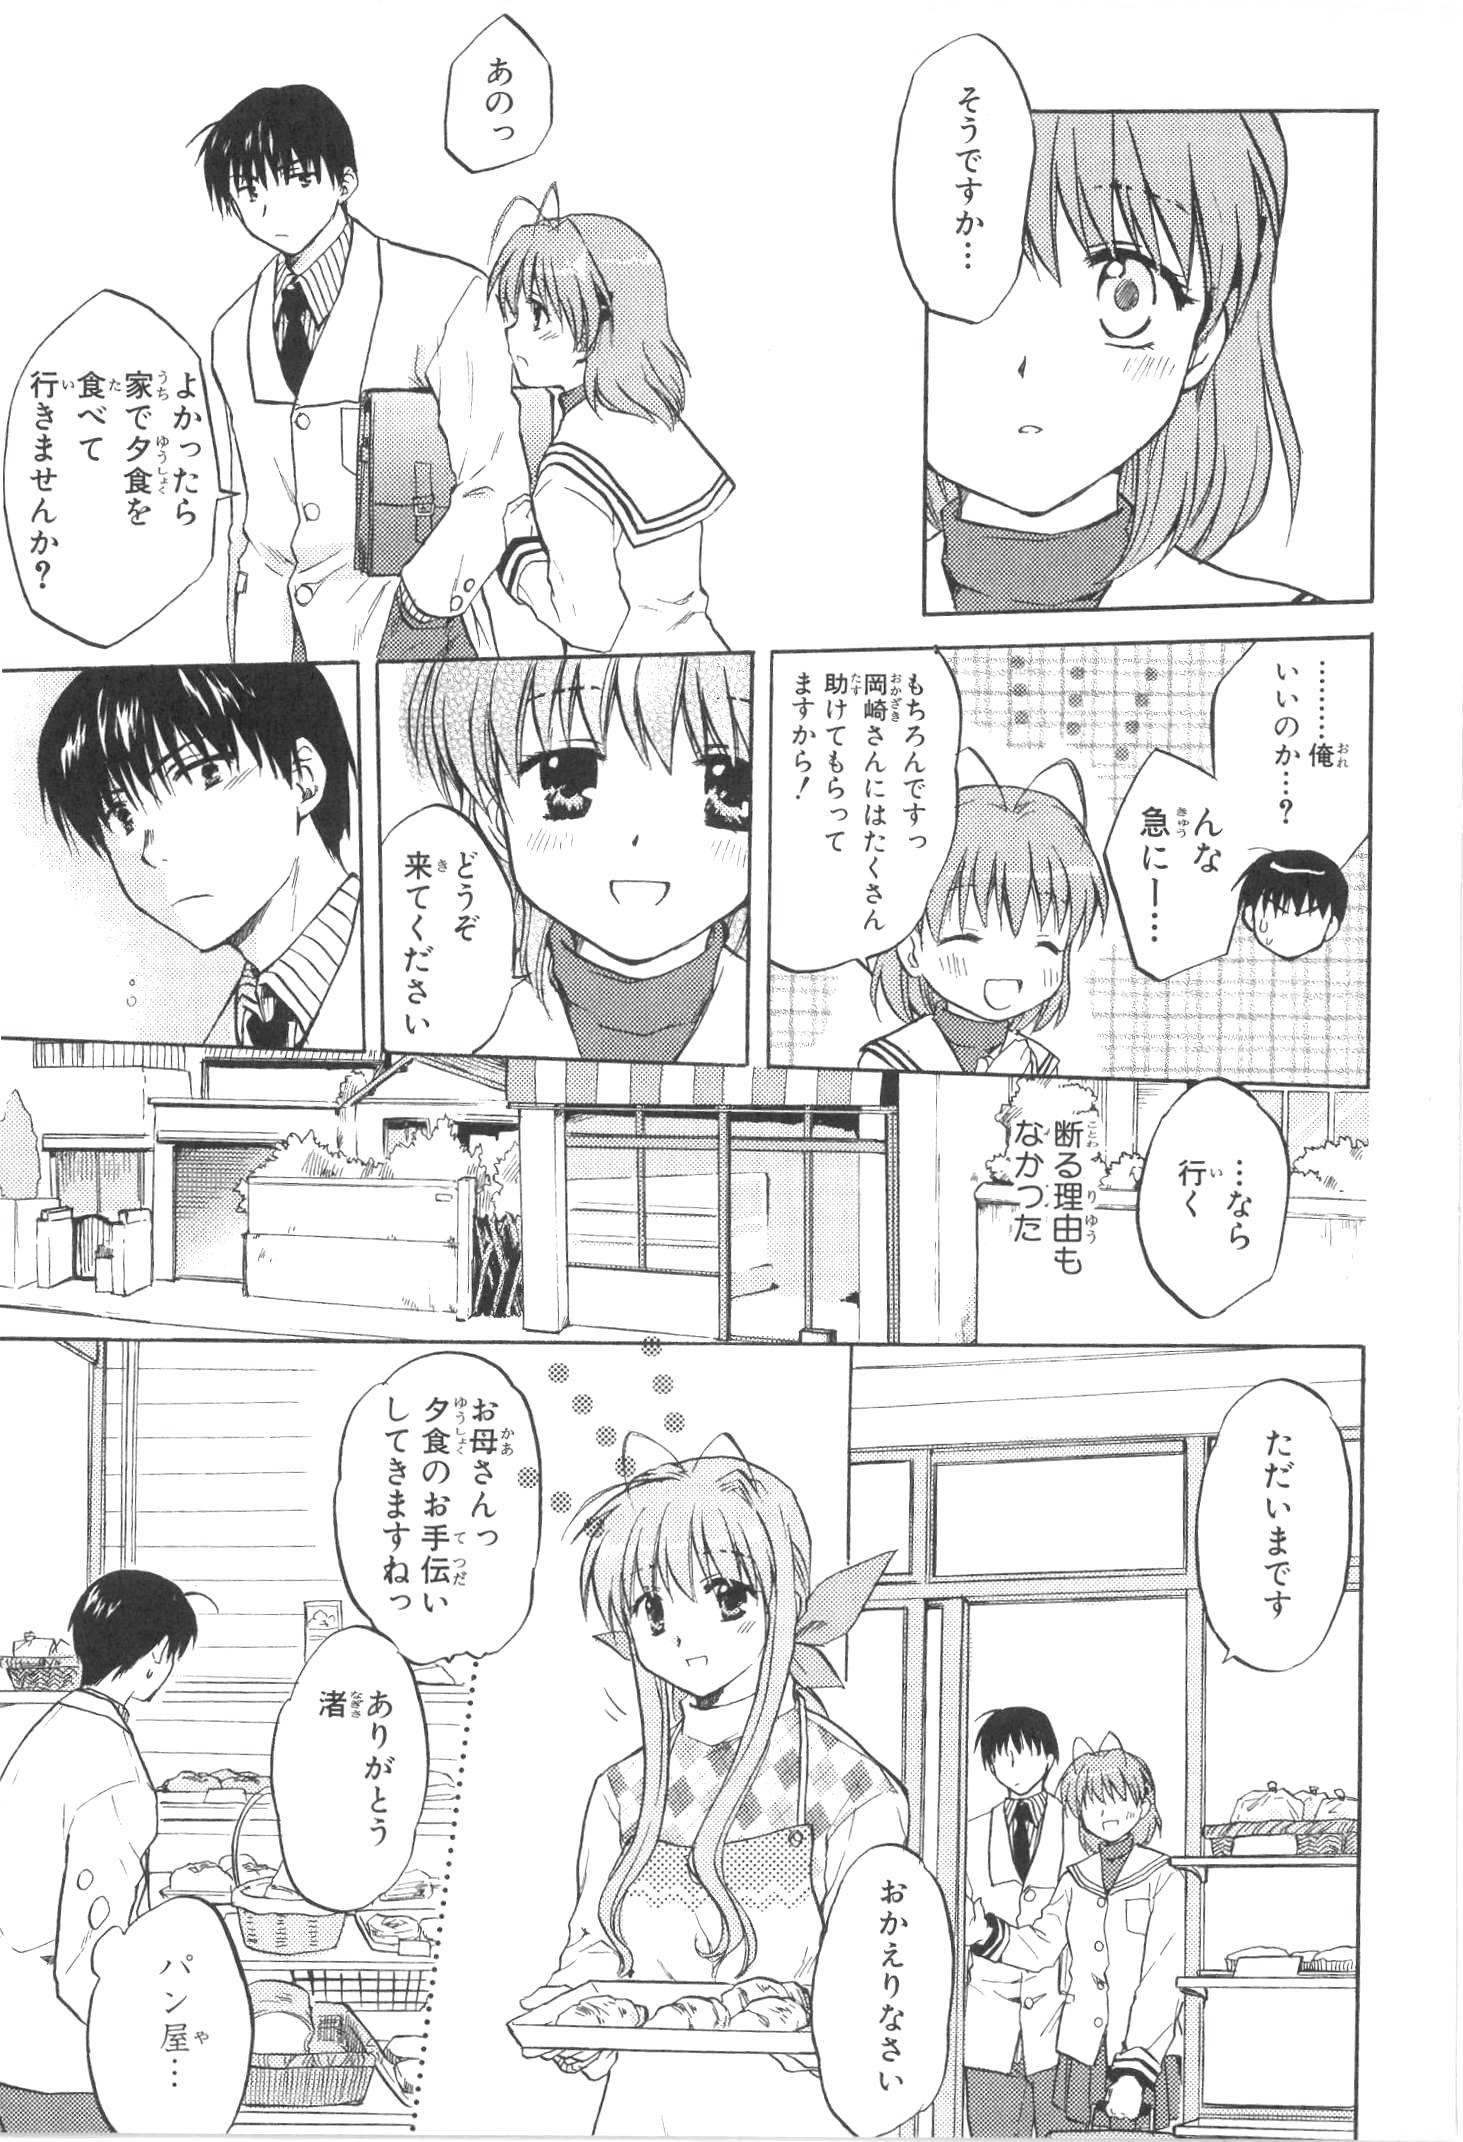 そうですか…
あのっ
よかったら
家で夕食を
食べて
行きませんか？
………俺
いいのか…？
んな
急にー…
もちろんですっ
岡崎さんにはたくさん
助けてもらって
ますから！
どうぞ
来てください
…なら
行く
断る理由も
なかった
ただいまです
おかえりなさい
お母さんっ
夕食のお手伝い
してきますねっ
ありがとう
渚
パン屋…